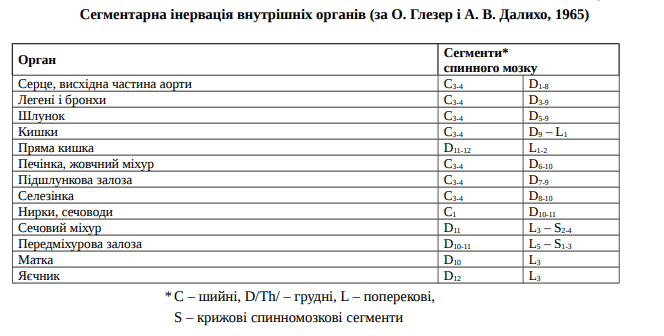 Сегментарна інервація внутрішніх органів (за О. Глезер і А. В. Далихо, 1965)
Орган Сегменти*
спинного мозку
Серце, висхідна частина аорти C3-4 D1-8
Легені і бронхи C3-4 D3-9
Шлунок C3-4 D5-9
Кишки C3-4 D9 – L1
Пряма кишка D11-12 L1-2
Печінка, жовчний міхур C3-4 D6-10
Підшлункова залоза C3-4 D7-9
Селезінка C3-4 D8-10
Нирки, сечоводи C1 D10-11
Сечовий міхур D11 L3 – S2-4
Передміхурова залоза D10-11 L5 – S1-3
Матка D10 L3
Яєчник D12 L3
* С – шийні, D/Th/ – грудні, L – поперекові,
S – крижові спинномозкові сегменти